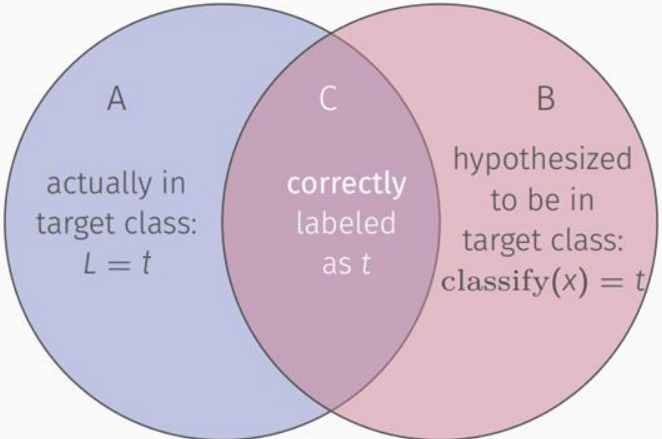 A
actually in
target class:
L = t
C
correctly
labeled
as t
B
hypothesized
to be in
target class:
classify(x) = t